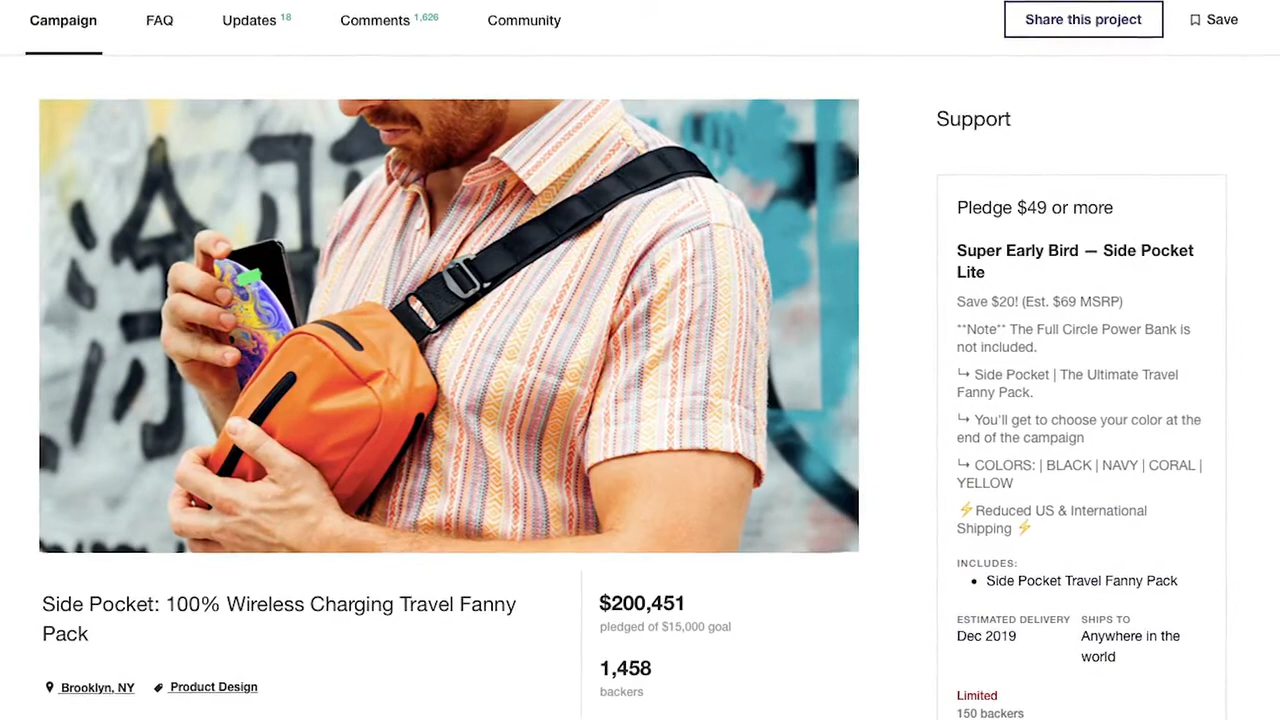 Campaign
FAQ
Updates 18
Comments 1,626
Community
Share this project
Save
Support
Pledge $49 or more
Super Early Bird — Side Pocket
Lite
Save $20! (Est. $69 MSRP)
**Note** The Full Circle Power Bank is
not included.
↳ Side Pocket | The Ultimate Travel
Fanny Pack.
↳ You'll get to choose your color at the
end of the campaign
↳ COLORS: | BLACK | NAVY | CORAL |
YELLOW
⚡Reduced US & International
Shipping ⚡
INCLUDES:
• Side Pocket Travel Fanny Pack
ESTIMATED DELIVERY
Dec 2019
SHIPS TO
Anywhere in the
world
Limited
150 backers
Side Pocket: 100% Wireless Charging Travel Fanny
Pack
Brooklyn, NY
Product Design
$200,451
pledged of $15,000 goal
1,458
backers